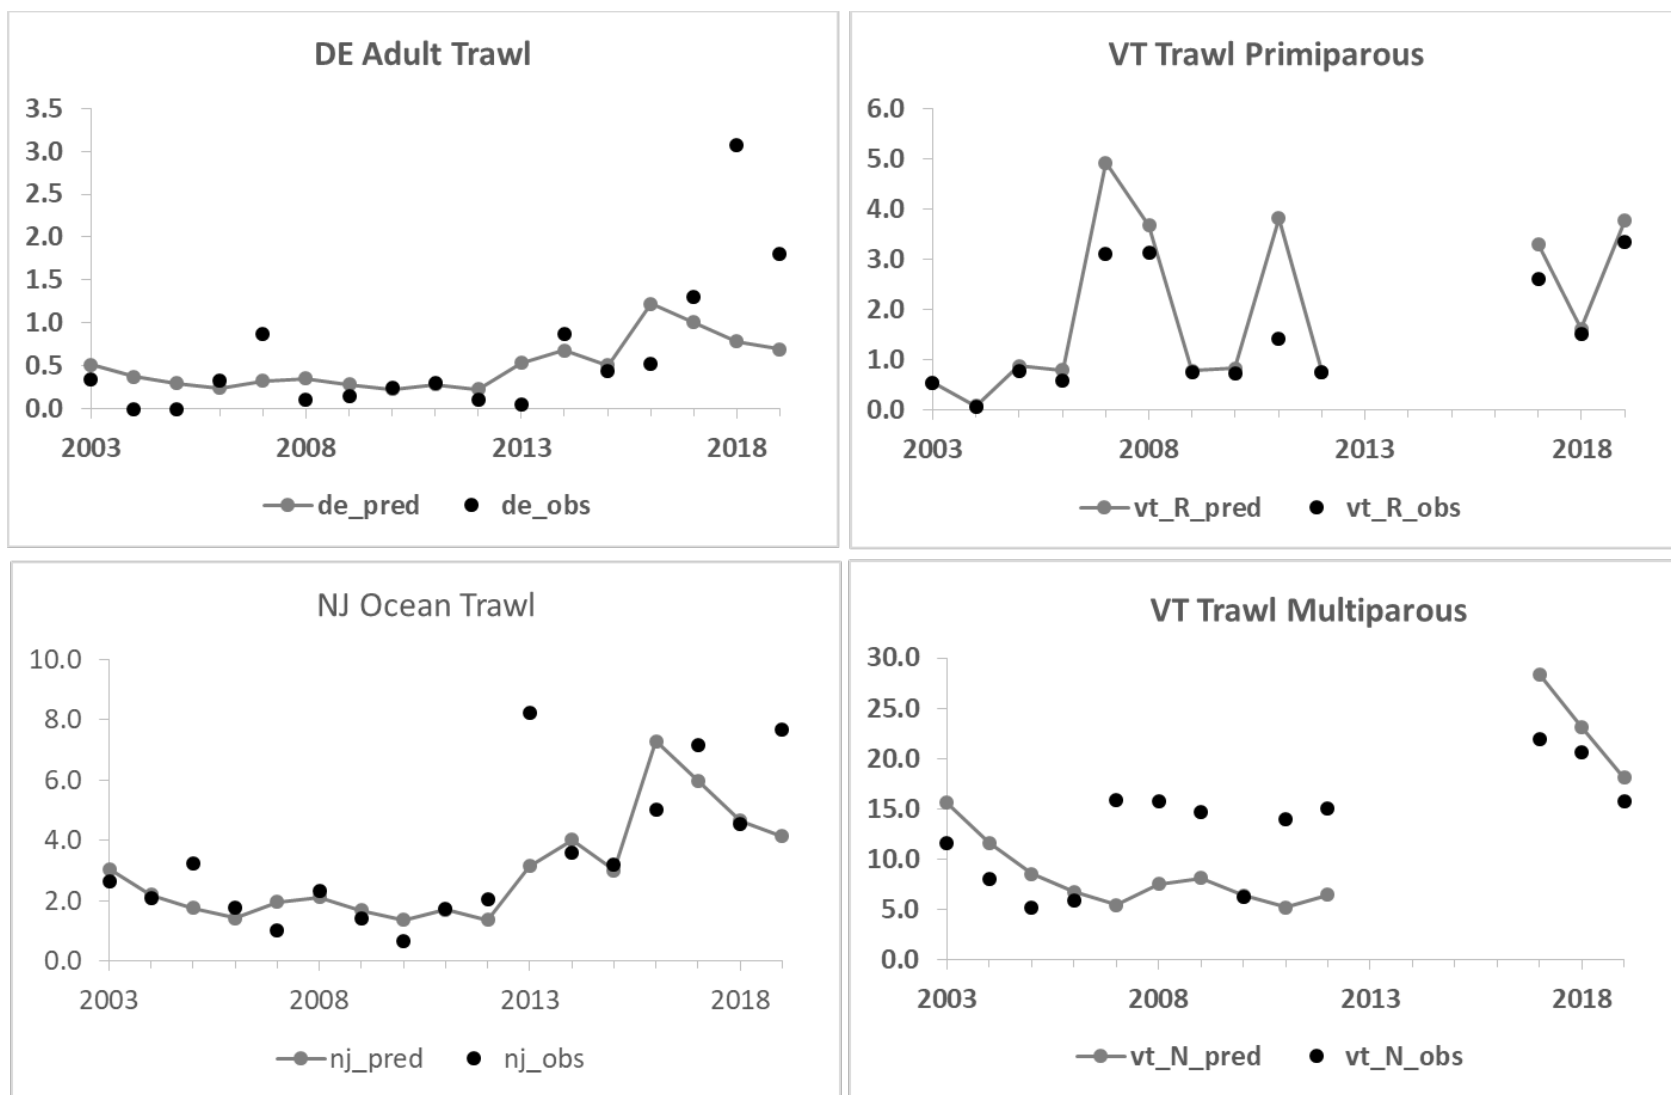 DE Adult Trawl
3.5
3.0
2.5
2.0
1.5
1.0
0.5
0.0
2003 2008 2013 2018
de_pred de_obs
VT Trawl Primiparous
6.0
5.0
4.0
3.0
2.0
1.0
0.0
2003 2008 2013 2018
vt_R_pred vt_R_obs
NJ Ocean Trawl
10.0
8.0
6.0
4.0
2.0
0.0
2003 2008 2013 2018
nj_pred nj_obs
VT Trawl Multiparous
30.0
25.0
20.0
15.0
10.0
5.0
0.0
2003 2008 2013 2018
vt_N_pred vt_N_obs